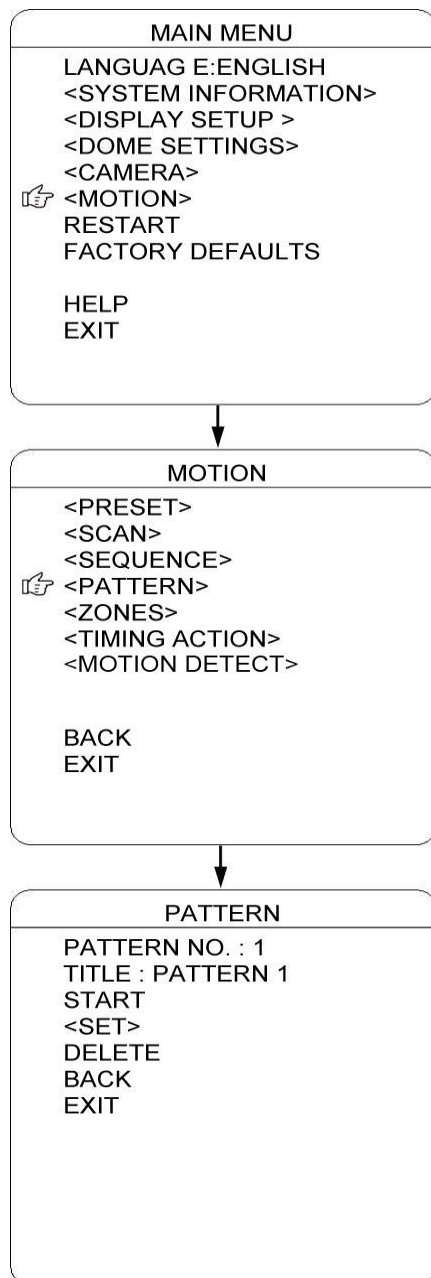 MAIN MENU
LANGUAG E:ENGLISH
<SYSTEM INFORMATION>
<DISPLAY SETUP >
<DOME SETTINGS>
<CAMERA>
<MOTION>
RESTART
FACTORY DEFAULTS
HELP
EXIT
MOTION
<PRESET>
<SCAN>
<SEQUENCE>
<PATTERN>
<ZONES>
<TIMING ACTION>
<MOTION DETECT>
BACK
EXIT
PATTERN
PATTERN NO. : 1
TITLE : PATTERN 1
START
<SET>
DELETE
BACK
EXIT